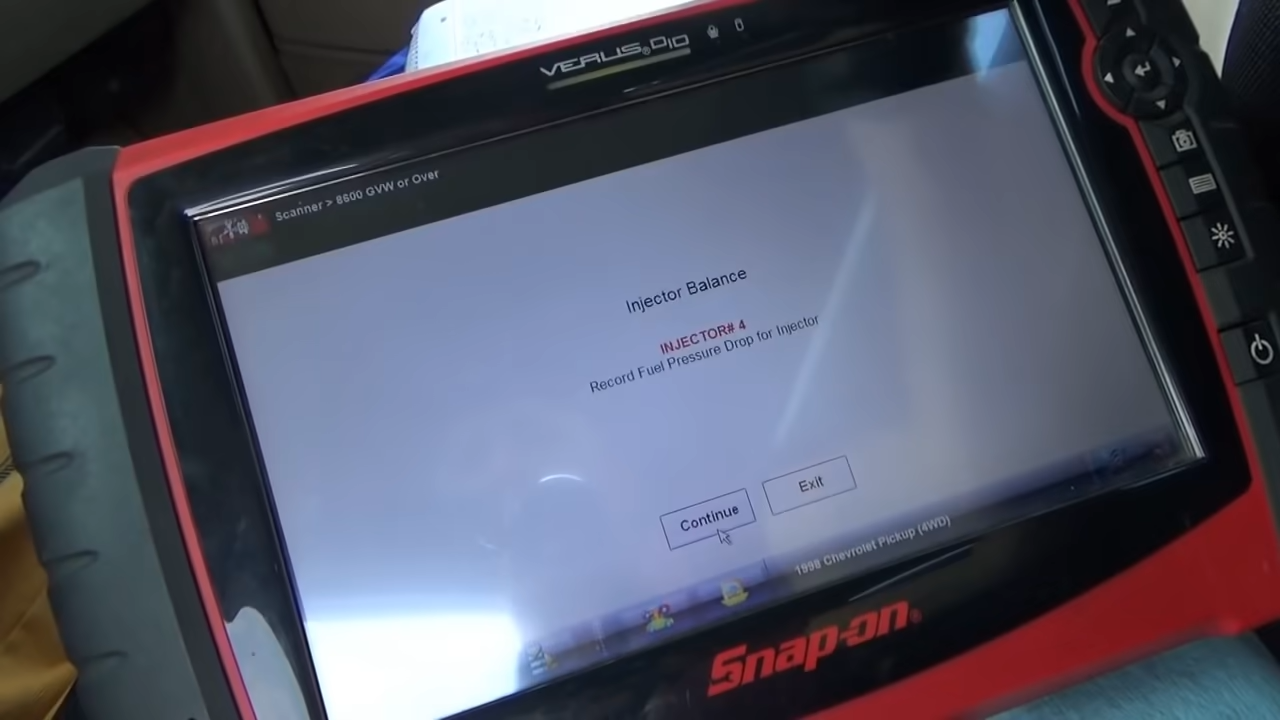 VERUS® PRO
Scanner > 8600 GVW or Over
Injector Balance
INJECTOR# 4
Record Fuel Pressure Drop for Injector
Continue
Exit
1998 Chevrolet Pickup (4WD)
Snap-on®